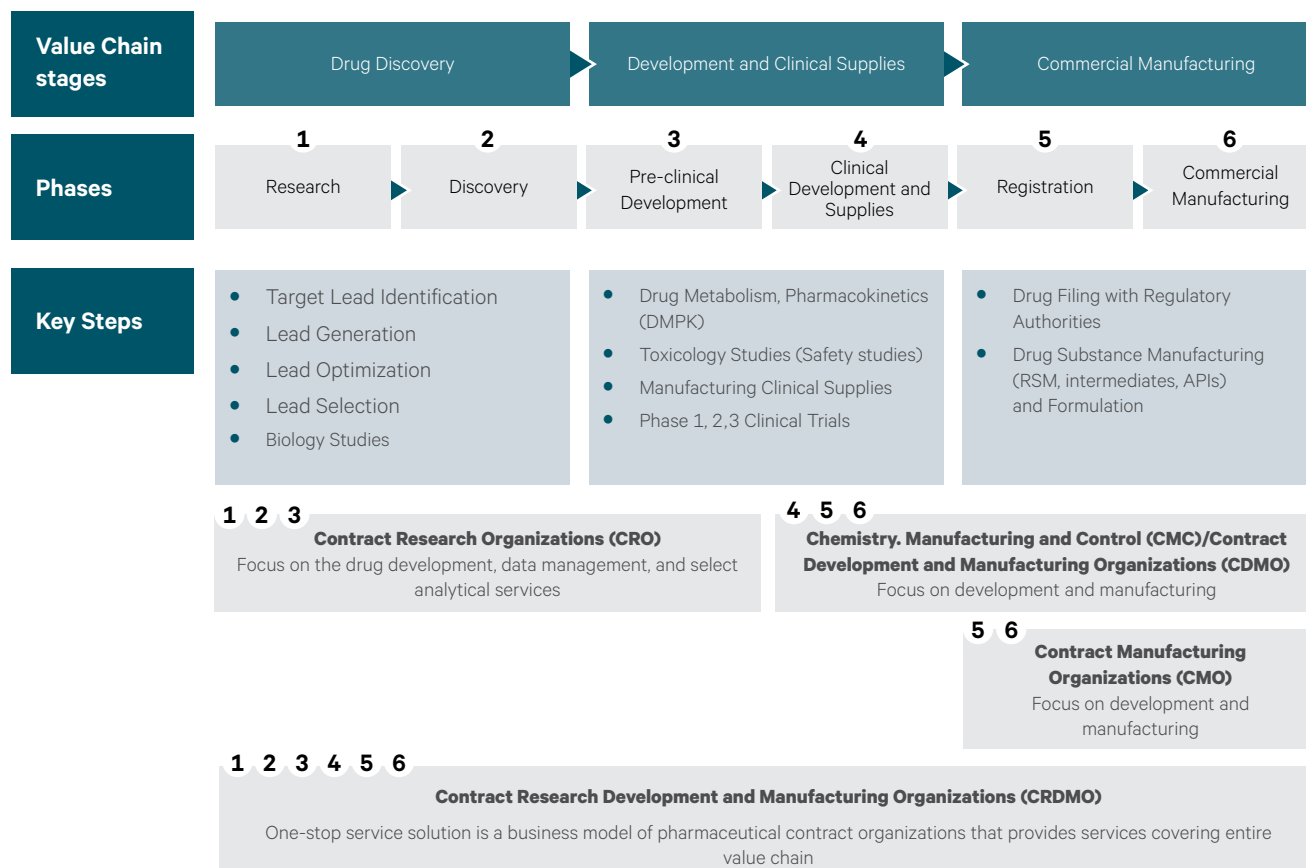 Value Chain
stages
Drug Discovery
Development and Clinical Supplies
Commercial Manufacturing
Phases
1
2
3
4
5
6
Research
Discovery
Pre-clinical
Development
Clinical
Development and
Supplies
Registration
Commercial
Manufacturing
Key Steps
• Target Lead Identification
• Lead Generation
• Lead Optimization
• Lead Selection
• Biology Studies
• Drug Metabolism, Pharmacokinetics
(DMPK)
• Toxicology Studies (Safety studies)
• Manufacturing Clinical Supplies
• Phase 1, 2,3 Clinical Trials
• Drug Filing with Regulatory
Authorities
• Drug Substance Manufacturing
(RSM, intermediates, APIs)
and Formulation
1 2 3
Contract Research Organizations (CRO)
Focus on the drug development, data management, and select
analytical services
4 5 6
Chemistry. Manufacturing and Control (CMC)/Contract
Development and Manufacturing Organizations (CDMO)
Focus on development and manufacturing
5 6
Contract Manufacturing
Organizations (CMO)
Focus on development and
manufacturing
1 2 3 4 5 6
Contract Research Development and Manufacturing Organizations (CRDMO)
One-stop service solution is a business model of pharmaceutical contract organizations that provides services covering entire
value chain